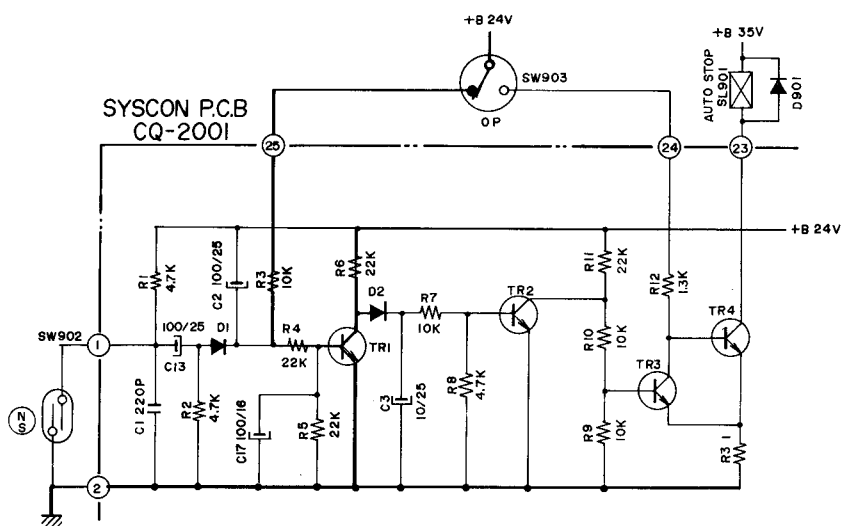 +B 24V
SW903
OP
+B 35V
AUTO STOP
SL901
D901
SYSCON P.C.B
CQ-2001
25
24
23
+B 24V
R1
4.7K
C2 100/25
R3
10K
R6
22K
R11
22K
R12
1.3K
SW902
1
100/25
C13
D1
R4
22K
D2
TR1
R7
10K
TR2
R10
10K
TR4
TR3
N
S
C1 220P
R2
4.7K
C17 100/16
R5
22K
C3
10/25
R8
4.7K
R9
10K
R3 1
2